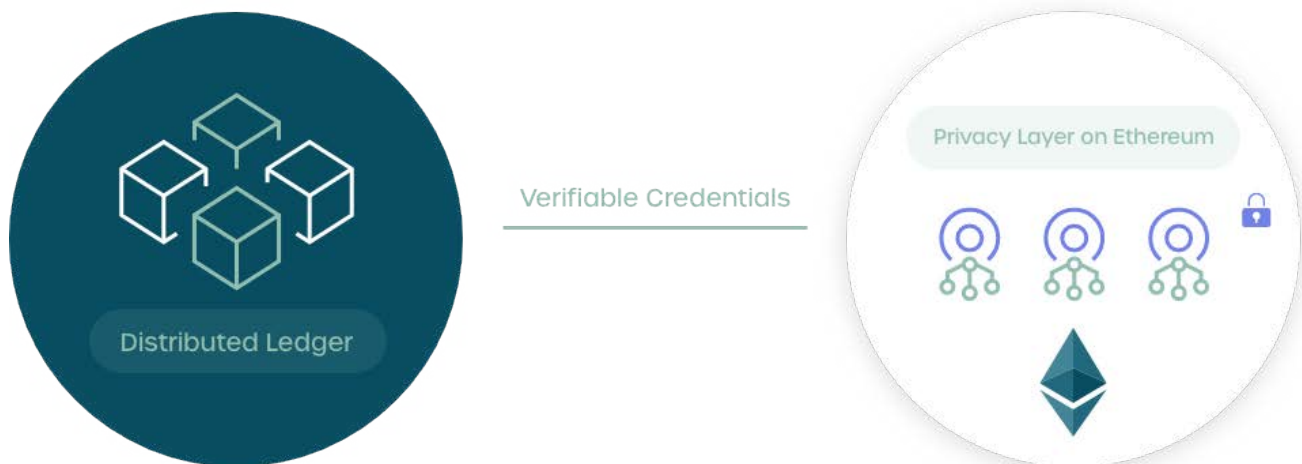 Distributed Ledger
Verifiable Credentials
Privacy Layer on Ethereum